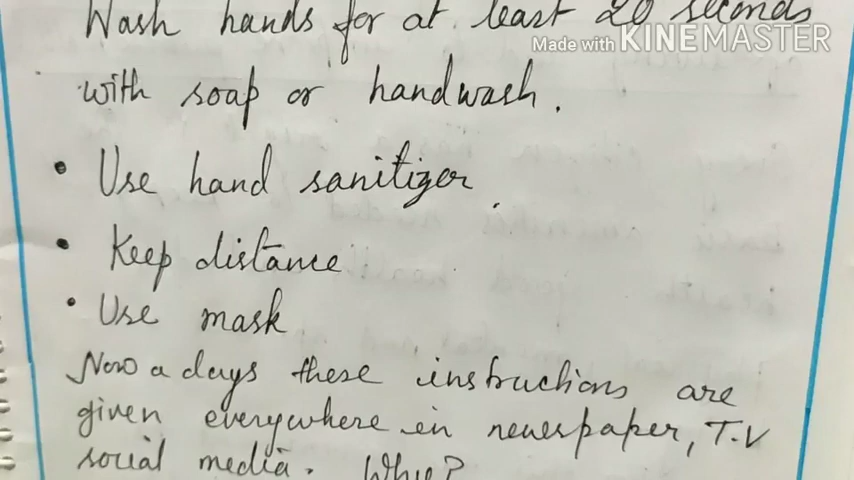 Wash hands for at least 20 seconds
Made with KINEMASTER
with soap or handwash.
• Use hand sanitizer.
• Keep distance
• Use mask
Now a days these instructions are
given everywhere in newspaper, T.V
social media. Why?